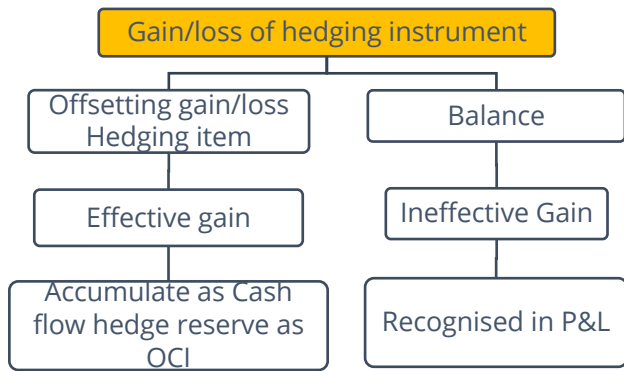 Gain/loss of hedging instrument
Offsetting gain/loss
Hedging item
Balance
Effective gain
Ineffective Gain
Accumulate as Cash
flow hedge reserve as
OCI
Recognised in P&L